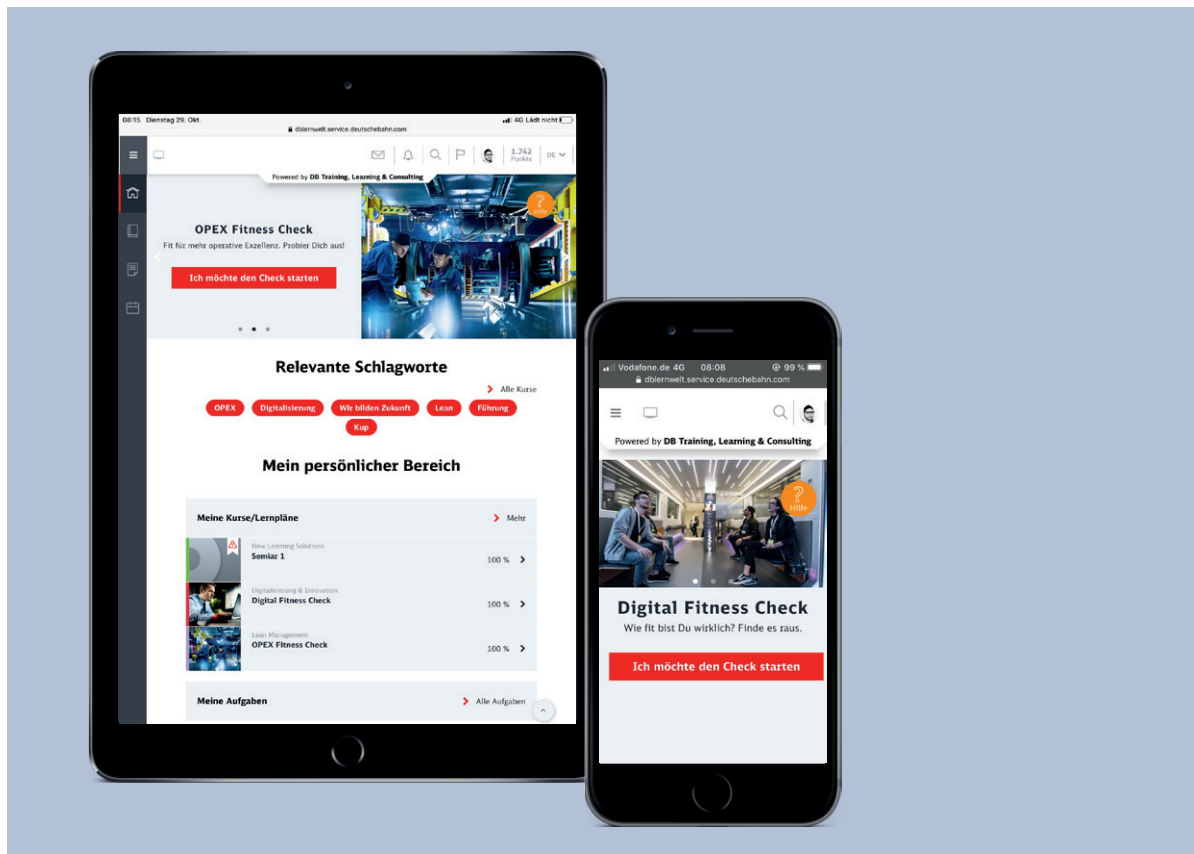 08:15 Dienstag 29. Okt.
4G Lädt nicht
dblernwelt.service.deutschebahn.com
1.742
Punkte
DE
Powered by DB Training, Learning & Consulting
?
Hilfe
OPEX Fitness Check
Fit für mehr operative Exzellenz. Probier Dich aus!
Ich möchte den Check starten
Relevante Schlagworte
Alle Kurse
OPEX Digitalisierung Wir bilden Zukunft Lean Führung
Kup
Mein persönlicher Bereich
Meine Kurse/Lernpläne Mehr
New Learning Solutions
Semiar 1
100 %
Digitalisierung & Innovation
Digital Fitness Check
100 %
Lean Management
OPEX Fitness Check
100 %
Meine Aufgaben Alle Aufgaben
Vodafone.de 4G 08:08 99 %
dblernwelt.service.deutschebahn.com
Powered by DB Training, Learning & Consulting
?
Hilfe
Digital Fitness Check
Wie fit bist Du wirklich? Finde es raus.
Ich möchte den Check starten